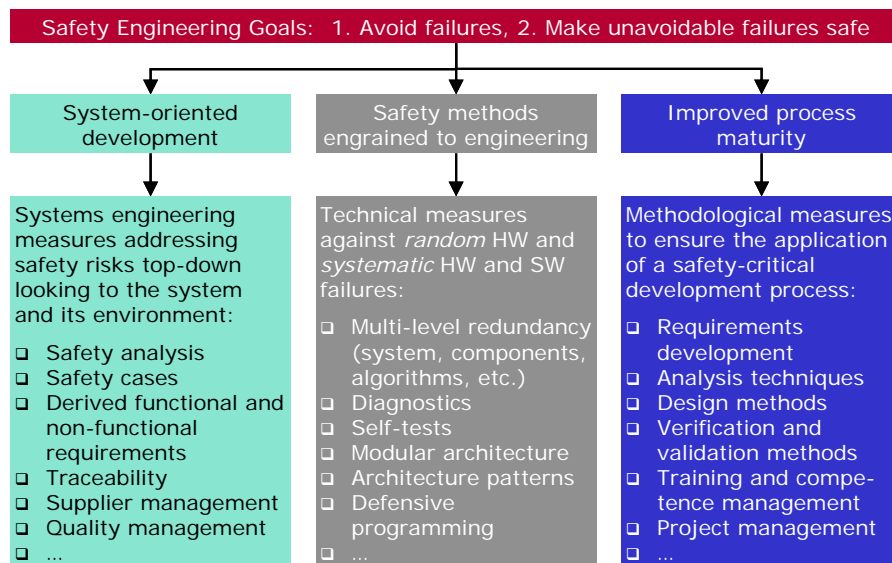 Safety Engineering Goals: 1. Avoid failures, 2. Make unavoidable failures safe
System-oriented
development
Safety methods
engrained to engineering
Improved process
maturity
Systems engineering
measures addressing
safety risks top-down
looking to the system
and its environment:
❑ Safety analysis
❑ Safety cases
❑ Derived functional and
non-functional
requirements
❑ Traceability
❑ Supplier management
❑ Quality management
❑ ...
Technical measures
against random HW and
systematic HW and SW
failures:
❑ Multi-level redundancy
(system, components,
algorithms, etc.)
❑ Diagnostics
❑ Self-tests
❑ Modular architecture
❑ Architecture patterns
❑ Defensive
programming
❑ ...
Methodological measures
to ensure the application
of a safety-critical
development process:
❑ Requirements
development
❑ Analysis techniques
❑ Design methods
❑ Verification and
validation methods
❑ Training and compe-
tence management
❑ Project management
❑ ...